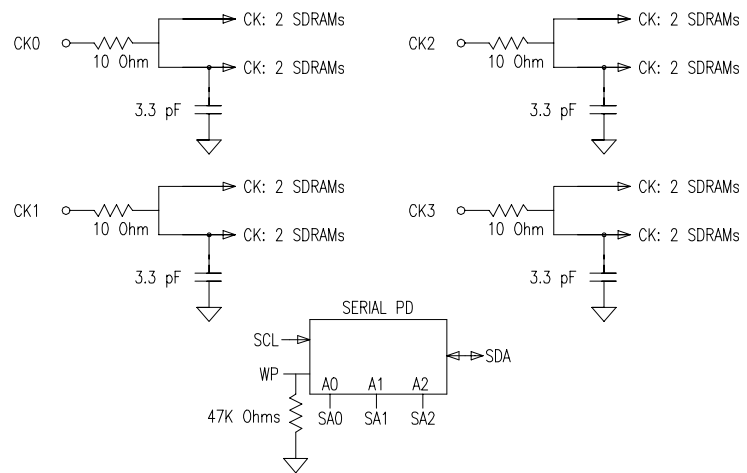 CK: 2 SDRAMs
CK0
10 Ohm
CK: 2 SDRAMs
3.3 pF
CK: 2 SDRAMs
CK2
10 Ohm
CK: 2 SDRAMs
3.3 pF
CK: 2 SDRAMs
CK1
10 Ohm
CK: 2 SDRAMs
3.3 pF
CK: 2 SDRAMs
CK3
10 Ohm
CK: 2 SDRAMs
3.3 pF
SERIAL PD
SCL
SDA
WP
A0 A1 A2
47K Ohms
SA0 SA1 SA2